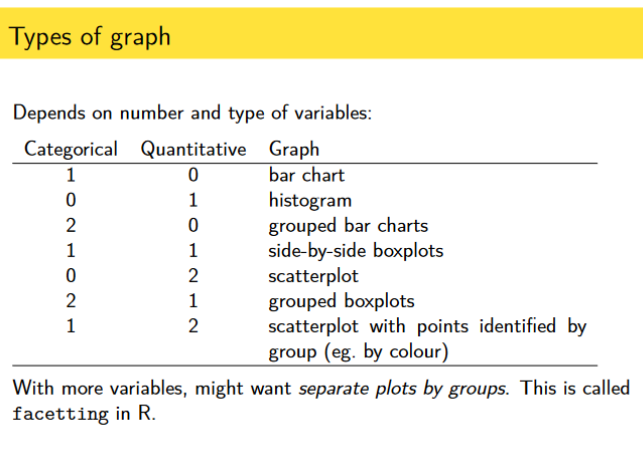 Types of graph
Depends on number and type of variables:
Categorical Quantitative Graph
1 0 bar chart
0 1 histogram
2 0 grouped bar charts
1 1 side-by-side boxplots
0 2 scatterplot
2 1 grouped boxplots
1 2 scatterplot with points identified by
group (eg. by colour)
With more variables, might want separate plots by groups. This is called
facetting in R.